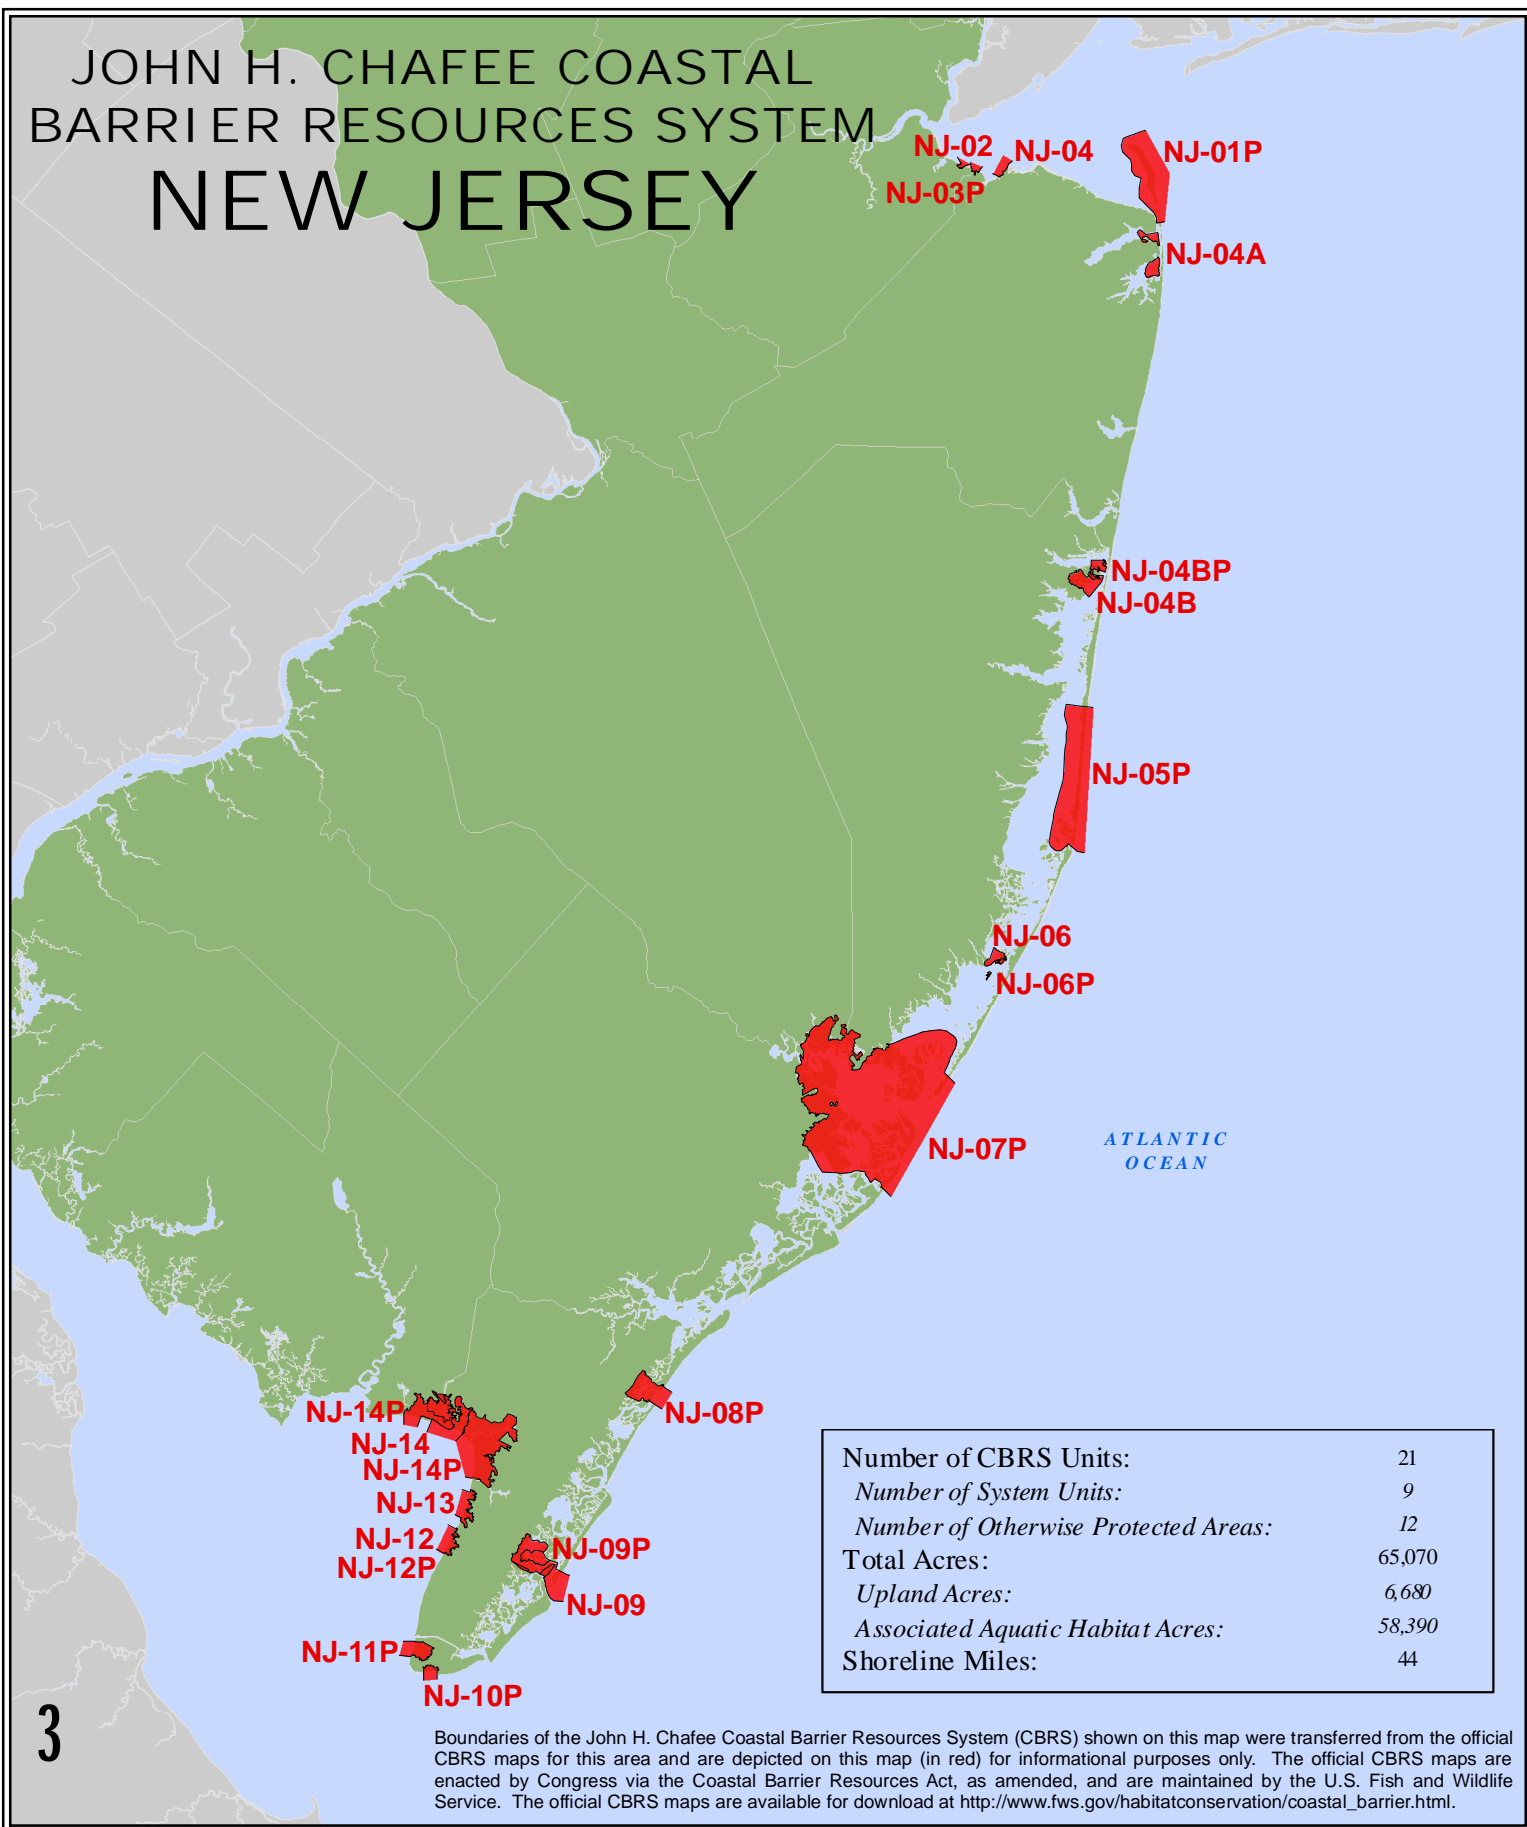 JOHN H. CHAFEE COASTAL
BARRIER RESOURCES SYSTEM
NEW JERSEY
NJ-02
NJ-04
NJ-01P
NJ-03P
NJ-04A
NJ-04BP
NJ-04B
NJ-05P
NJ-06
NJ-06P
NJ-07P
ATLANTIC
OCEAN
NJ-14P
NJ-08P
NJ-14
NJ-14P
NJ-13
NJ-12
NJ-12P
NJ-09P
NJ-09
NJ-11P
NJ-10P
Number of CBRS Units: 21
Number of System Units: 9
Number of Otherwise Protected Areas: 12
Total Acres: 65,070
Upland Acres: 6,680
Associated Aquatic Habitat Acres: 58,390
Shoreline Miles: 44
3
Boundaries of the John H. Chafee Coastal Barrier Resources System (CBRS) shown on this map were transferred from the official
CBRS maps for this area and are depicted on this map (in red) for informational purposes only. The official CBRS maps are
enacted by Congress via the Coastal Barrier Resources Act, as amended, and are maintained by the U.S. Fish and Wildlife
Service. The official CBRS maps are available for download at http://www.fws.gov/habitatconservation/coastal_barrier.html.